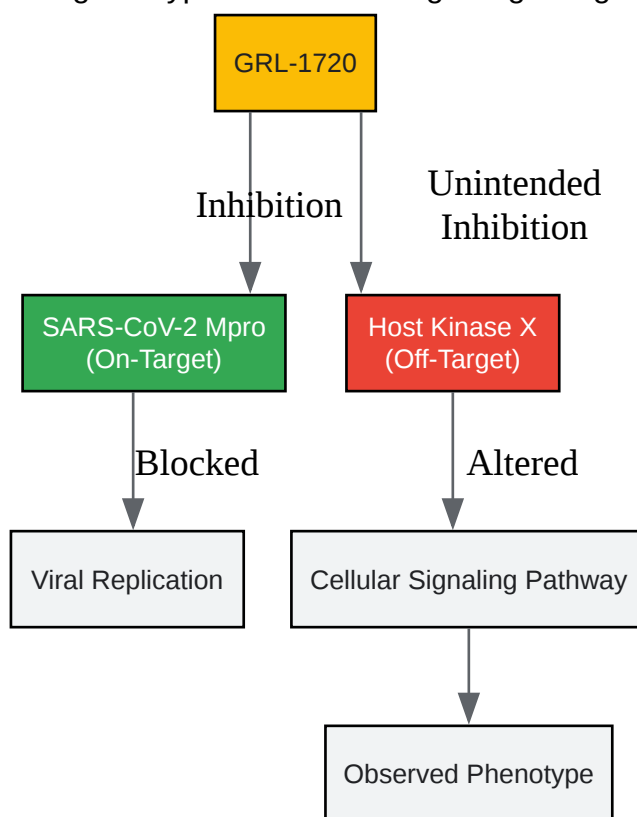 GRL-1720
Inhibition
Unintended
Inhibition
SARS-CoV-2 Mpro
(On-Target)
Host Kinase X
(Off-Target)
Blocked
Altered
Viral Replication
Cellular Signaling Pathway
Observed Phenotype